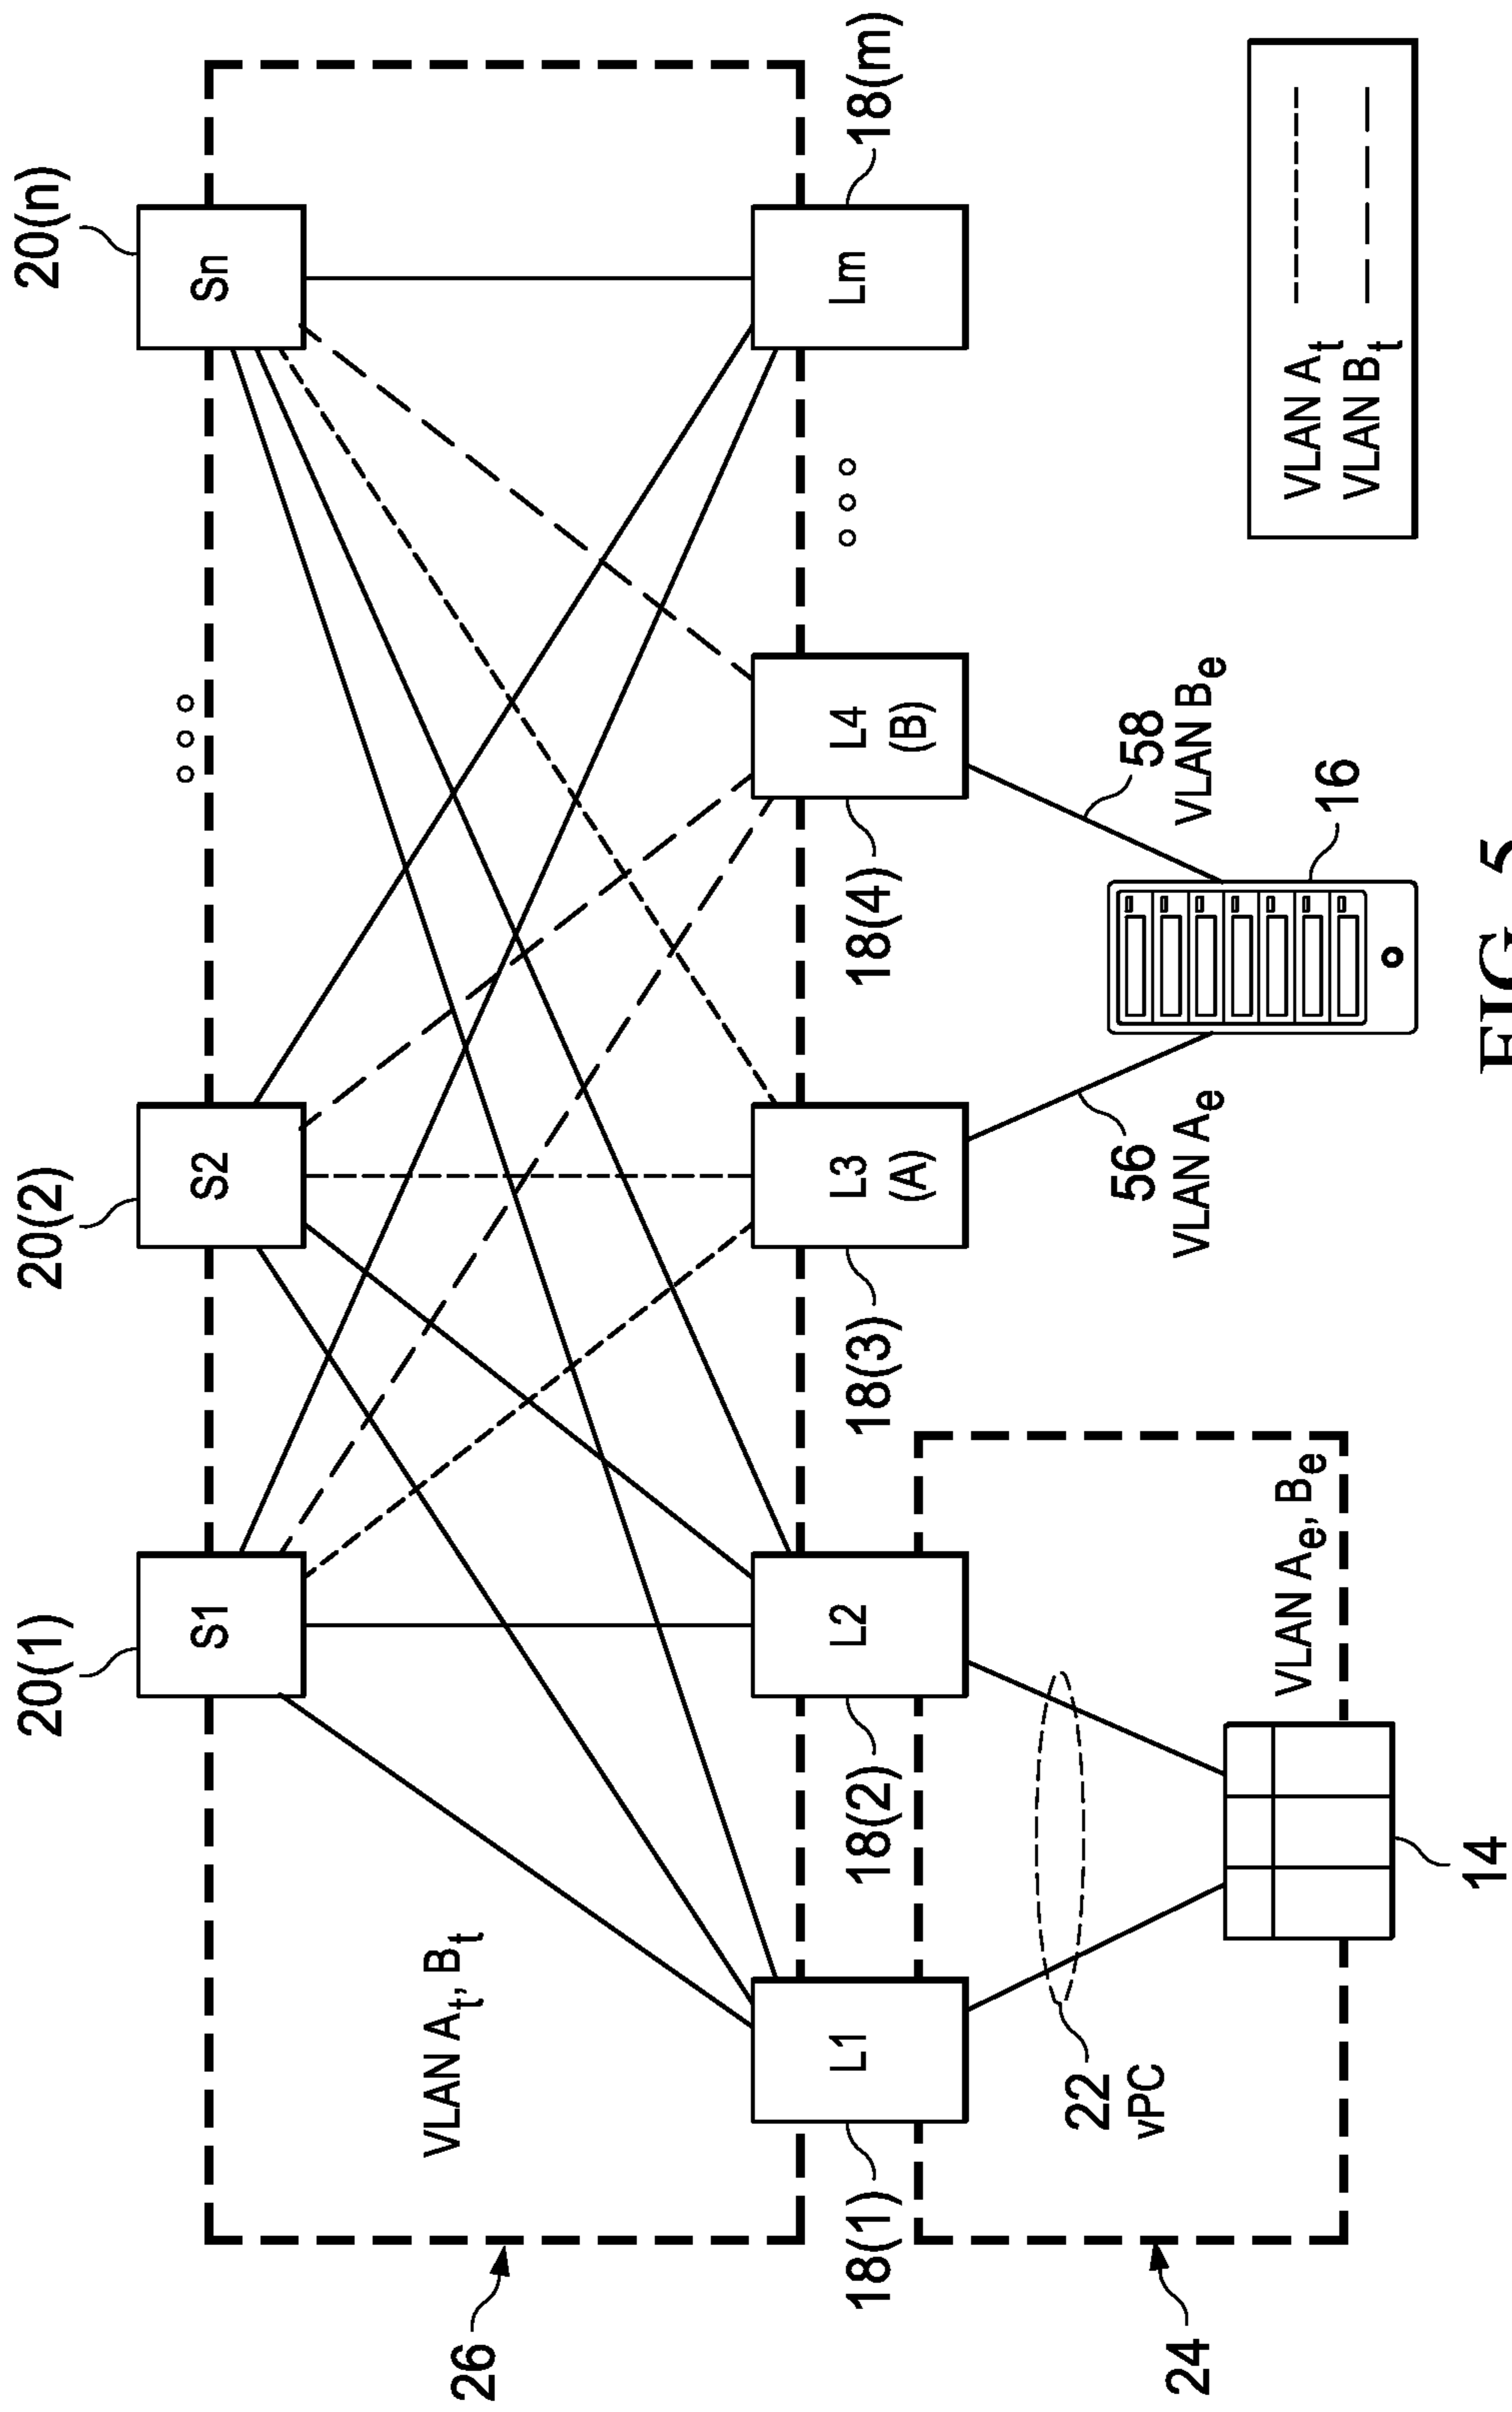 20(1)
20(2)
20(n)
S1
S2
Sn
26
VLAN At, Bt
L1
L2
L3
(A)
L4
(B)
Lm
18(1)
18(2)
18(3)
18(4)
18(m)
22
vPC
56
VLAN Ae
58
VLAN Be
24
VLAN Ae, Be
14
16
VLAN At
VLAN Bt
FIG. 5